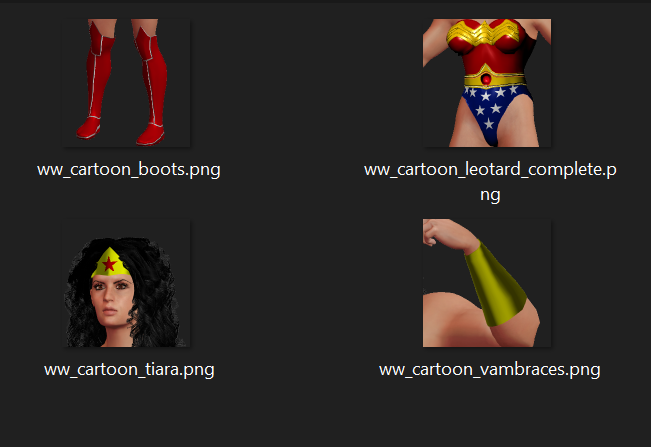 ww_cartoon_boots.png
ww_cartoon_leotard_complete.p
ng
ww_cartoon_tiara.png
ww_cartoon_vambraces.png